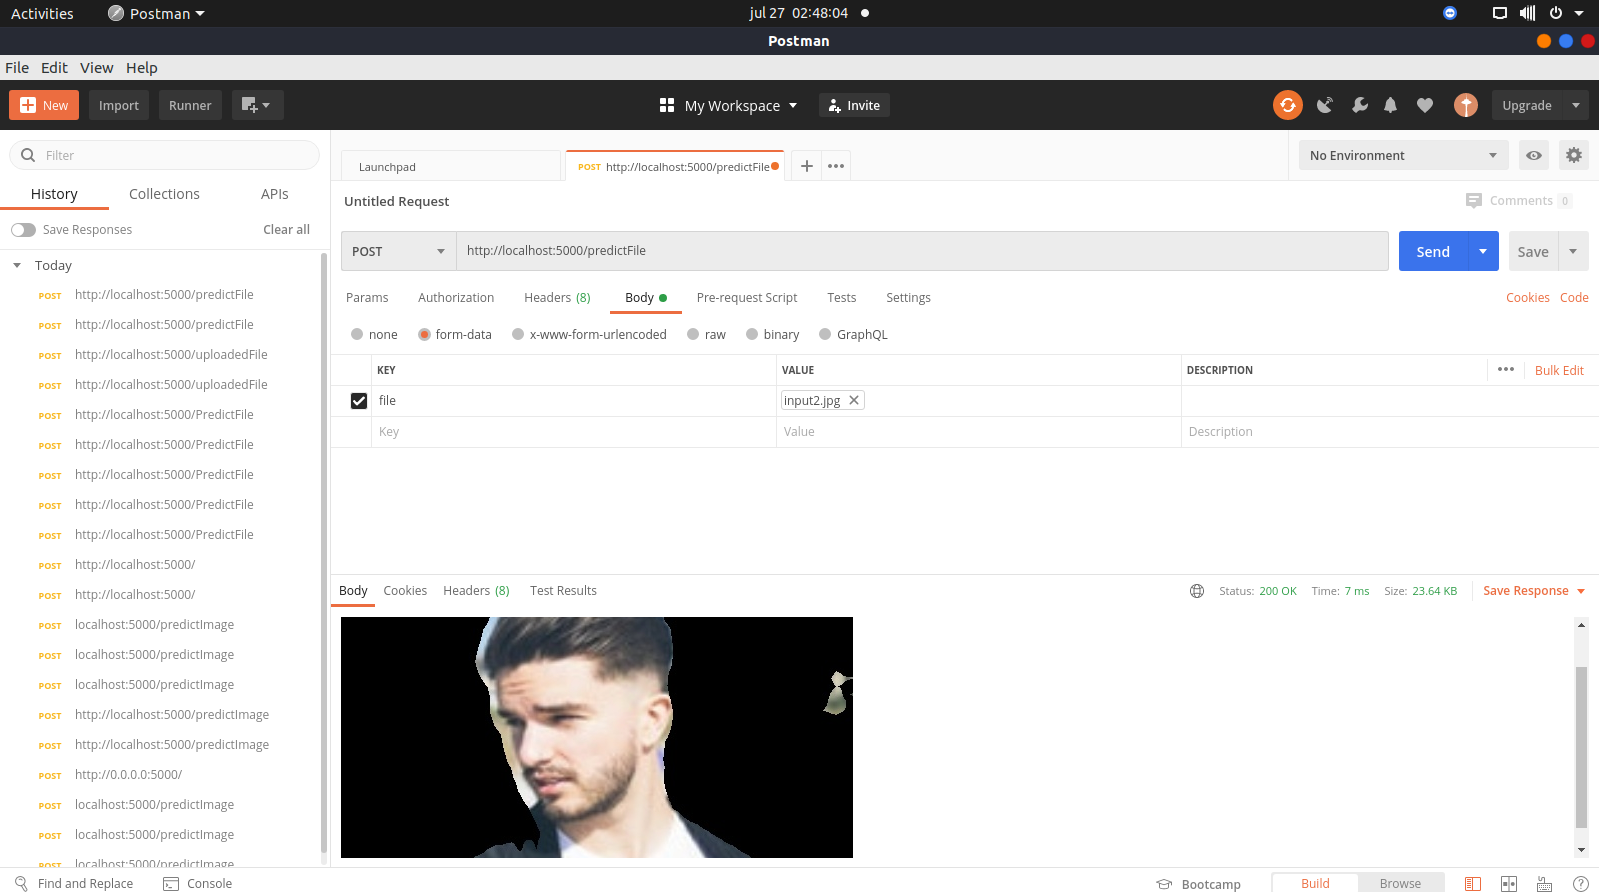 Activities Postman jul 27 02:48:04
Postman
File Edit View Help
New Import Runner My Workspace Invite Upgrade
Filter
History Collections APIs
Save Responses Clear all
Today
POST http://localhost:5000/predictFile
POST http://localhost:5000/predictFile
POST http://localhost:5000/uploadedFile
POST http://localhost:5000/uploadedFile
POST http://localhost:5000/PredictFile
POST http://localhost:5000/PredictFile
POST http://localhost:5000/PredictFile
POST http://localhost:5000/PredictFile
POST http://localhost:5000/PredictFile
POST http://localhost:5000/
POST http://localhost:5000/
POST localhost:5000/predictImage
POST localhost:5000/predictImage
POST localhost:5000/predictImage
POST http://localhost:5000/predictImage
POST http://localhost:5000/predictImage
POST http://0.0.0.0:5000/
POST localhost:5000/predictImage
POST localhost:5000/predictImage
POST localhost:5000/predictImage
Launchpad POST http://localhost:5000/predictFile No Environment
Untitled Request Comments 0
POST http://localhost:5000/predictFile Send Save
Params Authorization Headers (8) Body Pre-request Script Tests Settings Cookies Code
none form-data x-www-form-urlencoded raw binary GraphQL
KEY VALUE DESCRIPTION Bulk Edit
file input2.jpg
Key Value Description
Body Cookies Headers (8) Test Results Status: 200 OK Time: 7 ms Size: 23.64 KB Save Response
Find and Replace Console Bootcamp Build Browse